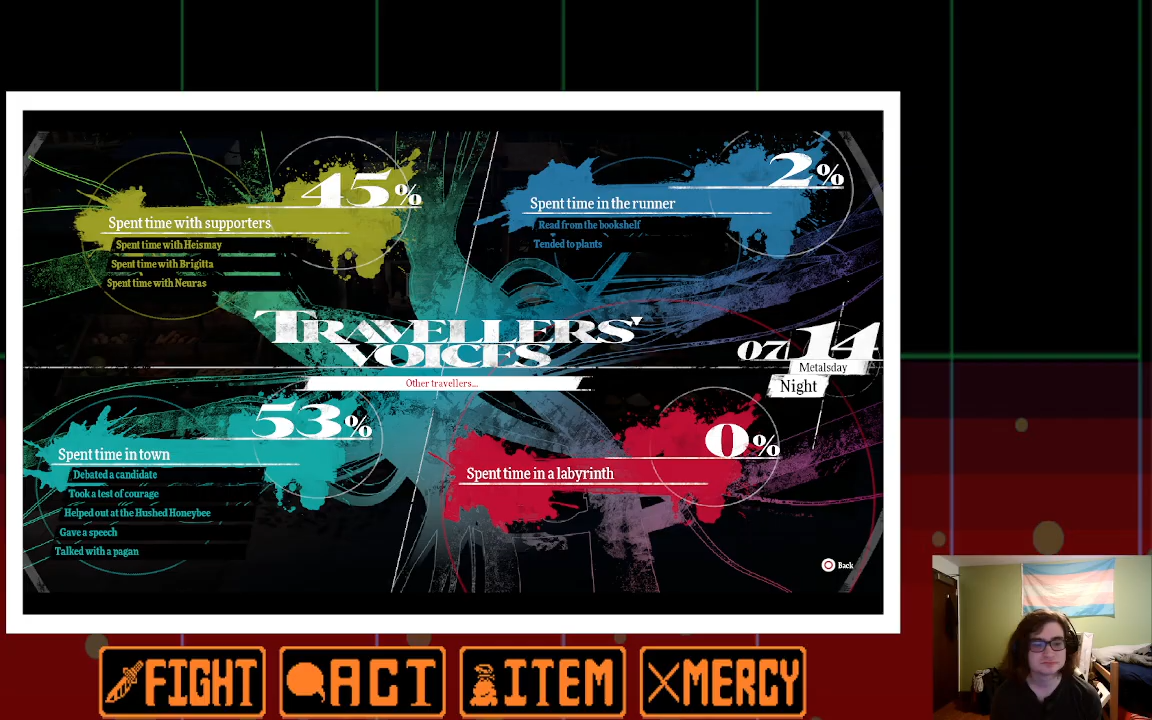 45%
Spent time with supporters
Spent time with Heismay
Spent time with Brigitta
Spent time with Neuras
2%
Spent time in the runner
Read from the bookshelf
Tended to plants
TRAVELLERS'
VOICES
Other travellers...
07/14
Metalsday
Night
53%
Spent time in town
Debated a candidate
Took a test of courage
Helped out at the Hushed Honeybee
Gave a speech
Talked with a pagan
0%
Spent time in a labyrinth
Back
FIGHT
ACT
ITEM
MERCY